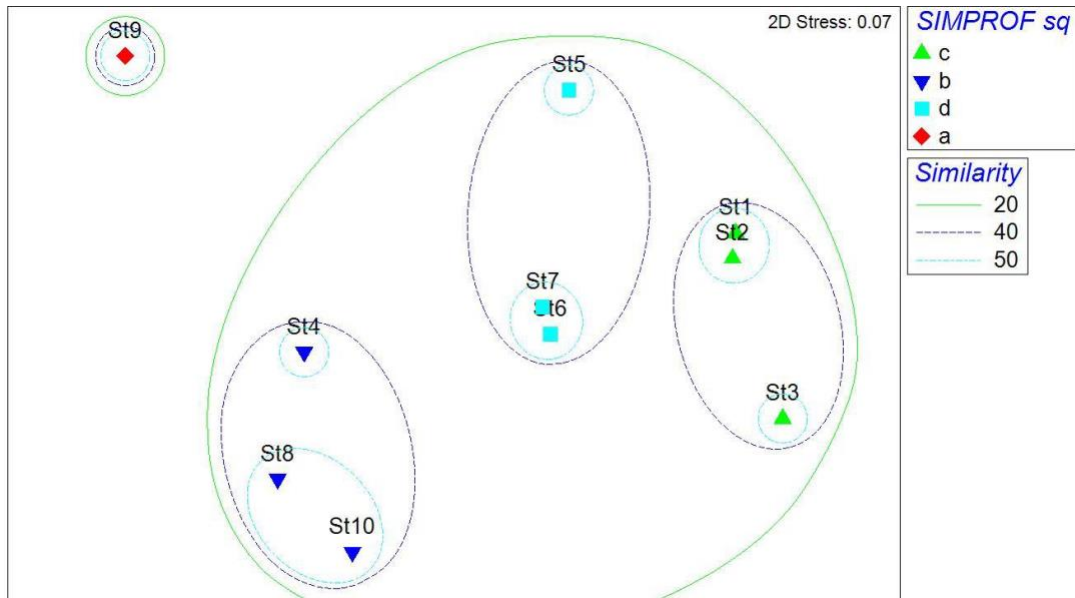 2D Stress: 0.07
St9
St5
St1
St2
St7
St6
St4
St3
St8
St10
SIMPROF sq
c
b
d
a
Similarity
20
40
50